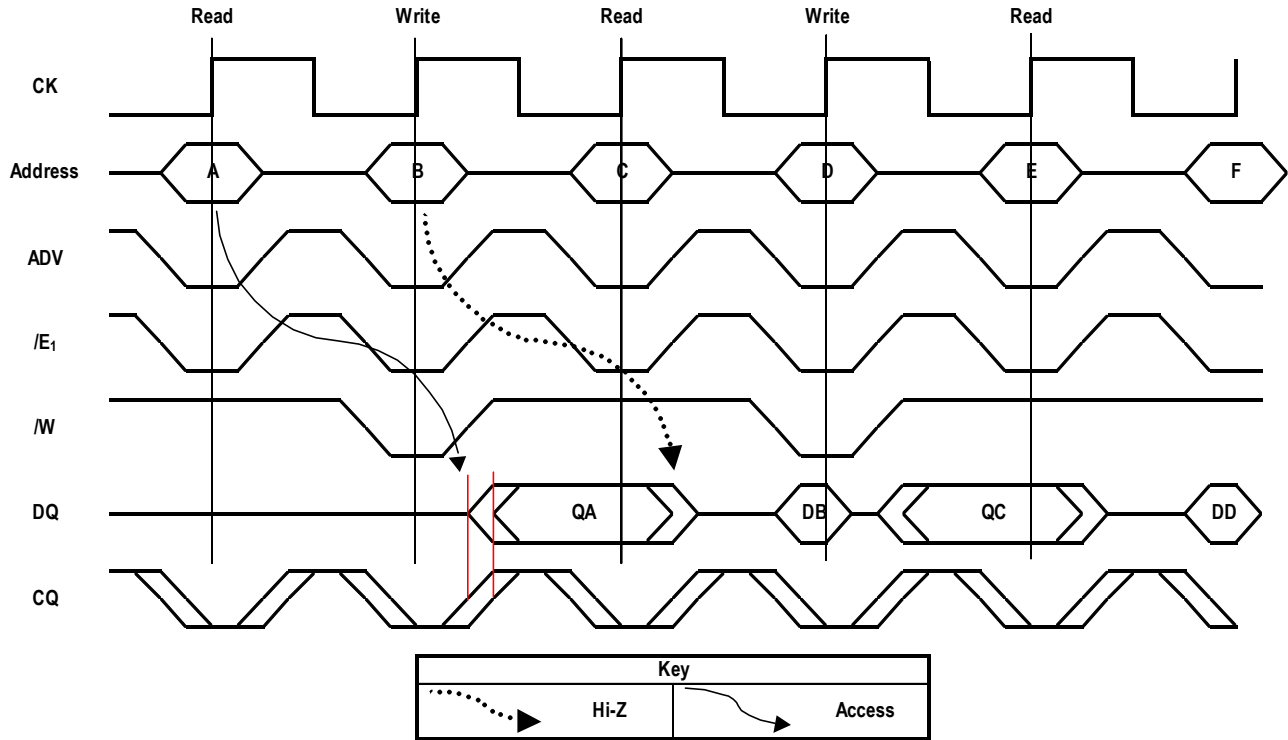 Read Write Read Write Read
CK
Address A B C D E F
ADV
/E₁
/W
DQ QA DB QC DD
CQ
Key
Hi-Z Access